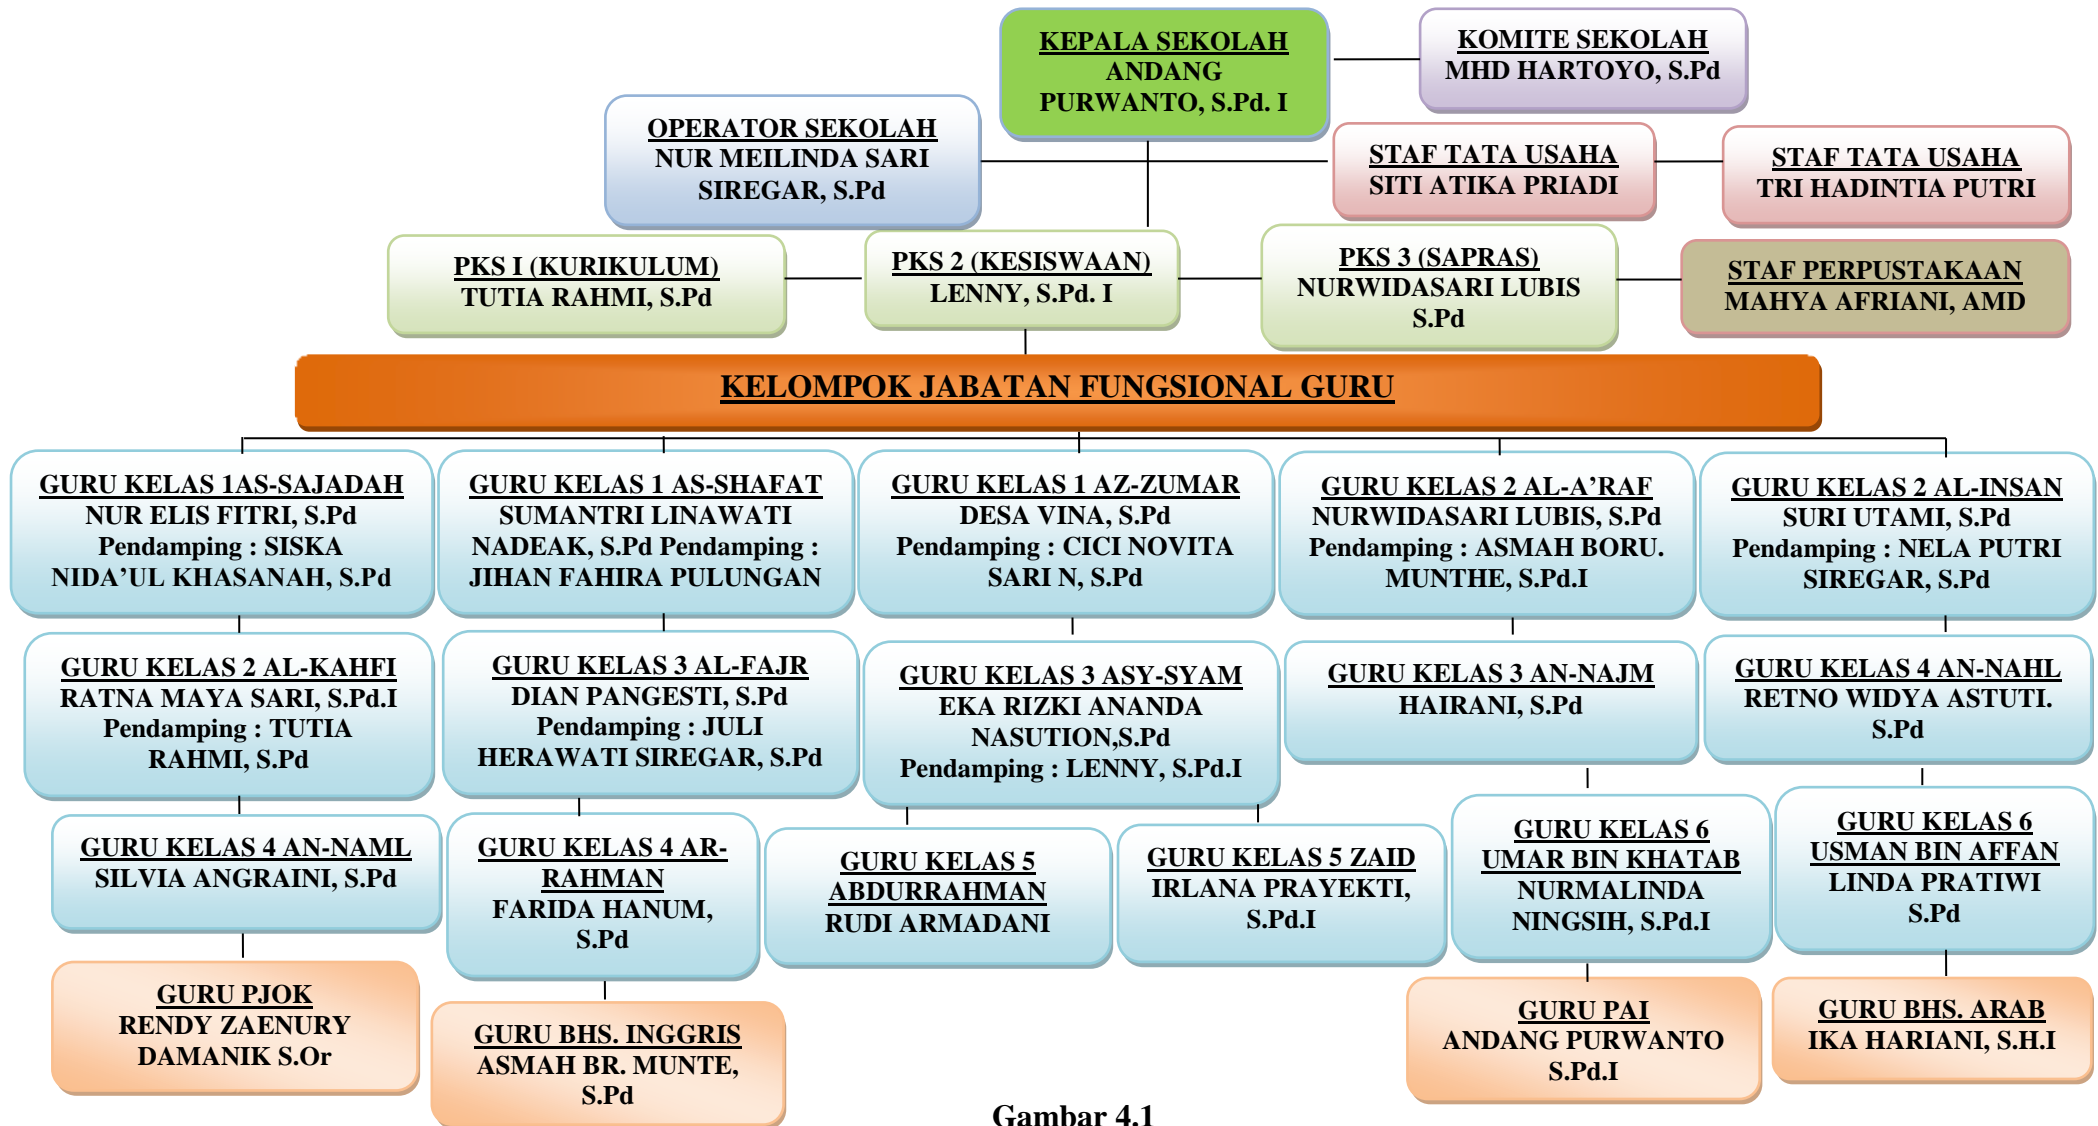 KEPALA SEKOLAH
ANDANG
PURWANTO, S.Pd. I
KOMITE SEKOLAH
MHD HARTOYO, S.Pd
OPERATOR SEKOLAH
NUR MEILINDA SARI
SIREGAR, S.Pd
STAF TATA USAHA
SITI ATIKA PRIADI
STAF TATA USAHA
TRI HADINTIA PUTRI
PKS I (KURIKULUM)
TUTIA RAHMI, S.Pd
PKS 2 (KESISWAAN)
LENNY, S.Pd. I
PKS 3 (SAPRAS)
NURWIDASARI LUBIS
S.Pd
STAF PERPUSTAKAAN
MAHYA AFRIANI, AMD
KELOMPOK JABATAN FUNGSIONAL GURU
GURU KELAS 1AS-SAJADAH
NUR ELIS FITRI, S.Pd
Pendamping : SISKA
NIDA’UL KHASANAH, S.Pd
GURU KELAS 1 AS-SHAFAT
SUMANTRI LINAWATI
NADEAK, S.Pd Pendamping :
JIHAN FAHIRA PULUNGAN
GURU KELAS 1 AZ-ZUMAR
DESA VINA, S.Pd
Pendamping : CICI NOVITA
SARI N, S.Pd
GURU KELAS 2 AL-A’RAF
NURWIDASARI LUBIS, S.Pd
Pendamping : ASMAH BORU.
MUNTHE, S.Pd.I
GURU KELAS 2 AL-INSAN
SURI UTAMI, S.Pd
Pendamping : NELA PUTRI
SIREGAR, S.Pd
GURU KELAS 2 AL-KAHFI
RATNA MAYA SARI, S.Pd.I
Pendamping : TUTIA
RAHMI, S.Pd
GURU KELAS 3 AL-FAJR
DIAN PANGESTI, S.Pd
Pendamping : JULI
HERAWATI SIREGAR, S.Pd
GURU KELAS 3 ASY-SYAM
EKA RIZKI ANANDA
NASUTION,S.Pd
Pendamping : LENNY, S.Pd.I
GURU KELAS 3 AN-NAJM
HAIRANI, S.Pd
GURU KELAS 4 AN-NAHL
RETNO WIDYA ASTUTI.
S.Pd
GURU KELAS 4 AN-NAML
SILVIA ANGRAINI, S.Pd
GURU KELAS 4 AR-
RAHMAN
FARIDA HANUM,
S.Pd
GURU KELAS 5
ABDURRAHMAN
RUDI ARMADANI
GURU KELAS 5 ZAID
IRLANA PRAYEKTI,
S.Pd.I
GURU KELAS 6
UMAR BIN KHATAB
NURMALINDA
NINGSIH, S.Pd.I
GURU KELAS 6
USMAN BIN AFFAN
LINDA PRATIWI
S.Pd
GURU PJOK
RENDY ZAENURY
DAMANIK S.Or
GURU BHS. INGGRIS
ASMAH BR. MUNTE,
S.Pd
GURU PAI
ANDANG PURWANTO
S.Pd.I
GURU BHS. ARAB
IKA HARIANI, S.H.I
Gambar 4.1